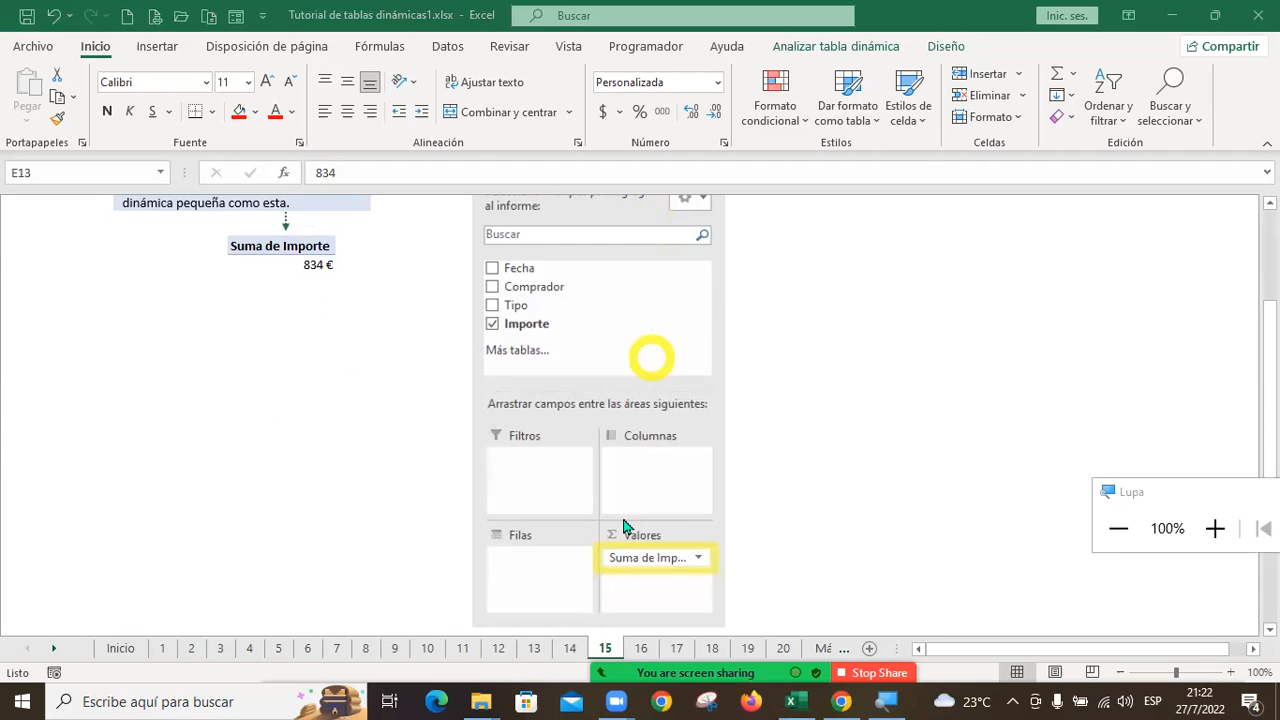 Tutorial de tablas dinámicas1.xlsx - Excel
Buscar
Inic. ses.
Archivo Inicio Insertar Disposición de página Fórmulas Datos Revisar Vista Programador Ayuda Analizar tabla dinámica Diseño Compartir
Pegar
Calibri 11
N K S
Ajustar texto
Combinar y centrar
Personalizada
$ % 000
Formato condicional
Dar formato como tabla
Estilos de celda
Insertar
Eliminar
Formato
Ordenar y filtrar
Buscar y seleccionar
Portapapeles Fuente Alineación Número Estilos Celdas Edición
E13 fx 834
dinámica pequeña como esta.
Suma de Importe
834 €
al informe:
Buscar
Fecha
Comprador
Tipo
Importe
Más tablas...
Arrastrar campos entre las áreas siguientes:
Filtros Columnas
Filas Valores
Suma de Imp...
Lupa
100%
Inicio 1 2 3 4 5 6 7 8 9 10 11 12 13 14 15 16 17 18 19 20 Má ...
Listo
You are screen sharing Stop Share
100%
Escribe aquí para buscar
23°C
ESP
21:22
27/7/2022
4